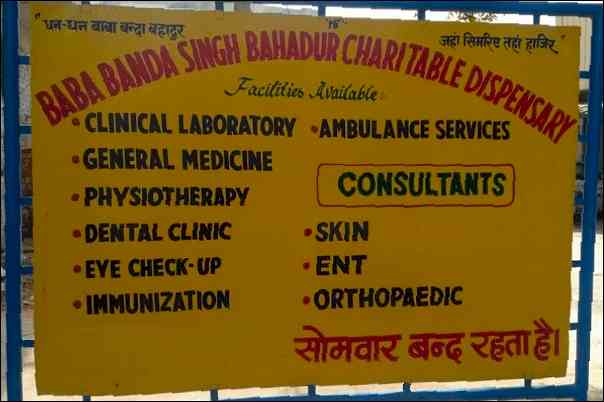 धन-धन बाबा बन्दा बहादुर
जहां सिमरिए तहां हाजिर
BABA BANDA SINGH BAHADUR CHARITABLE DISPENSARY
Facilities Available:
• CLINICAL LABORATORY • AMBULANCE SERVICES
• GENERAL MEDICINE
CONSULTANTS
• PHYSIOTHERAPY
• DENTAL CLINIC • SKIN
• EYE CHECK-UP • ENT
• IMMUNIZATION • ORTHOPAEDIC
सोमवार बन्द रहता है।